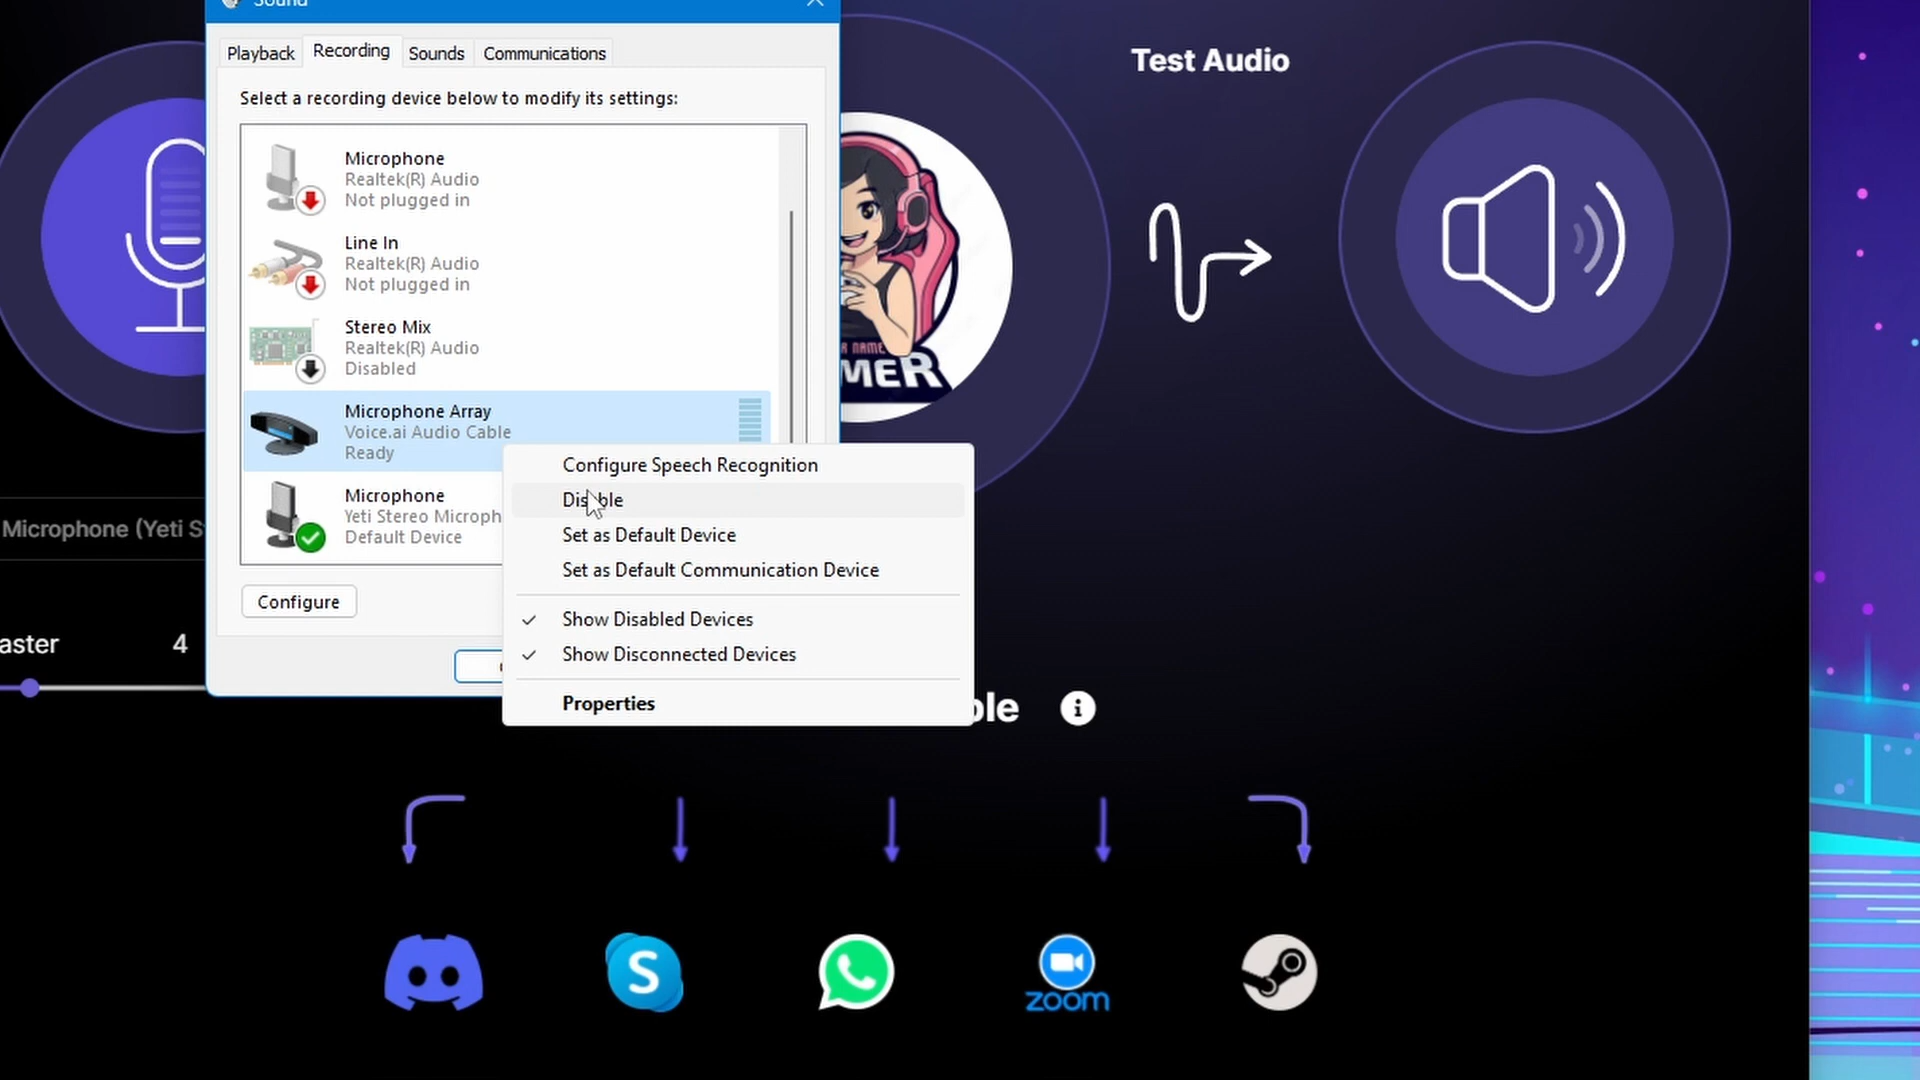 Sound
Playback
Recording
Sounds
Communications
Select a recording device below to modify its settings:
Microphone
Realtek(R) Audio
Not plugged in
Line In
Realtek(R) Audio
Not plugged in
Stereo Mix
Realtek(R) Audio
Disabled
Microphone Array
Voice.ai Audio Cable
Ready
Microphone
Yeti Stereo Microph
Default Device
Configure
Configure Speech Recognition
Disable
Set as Default Device
Set as Default Communication Device
Show Disabled Devices
Show Disconnected Devices
Properties
Test Audio
R NAME
MER
Microphone (Yeti S
aster
4
ble
S
zoom